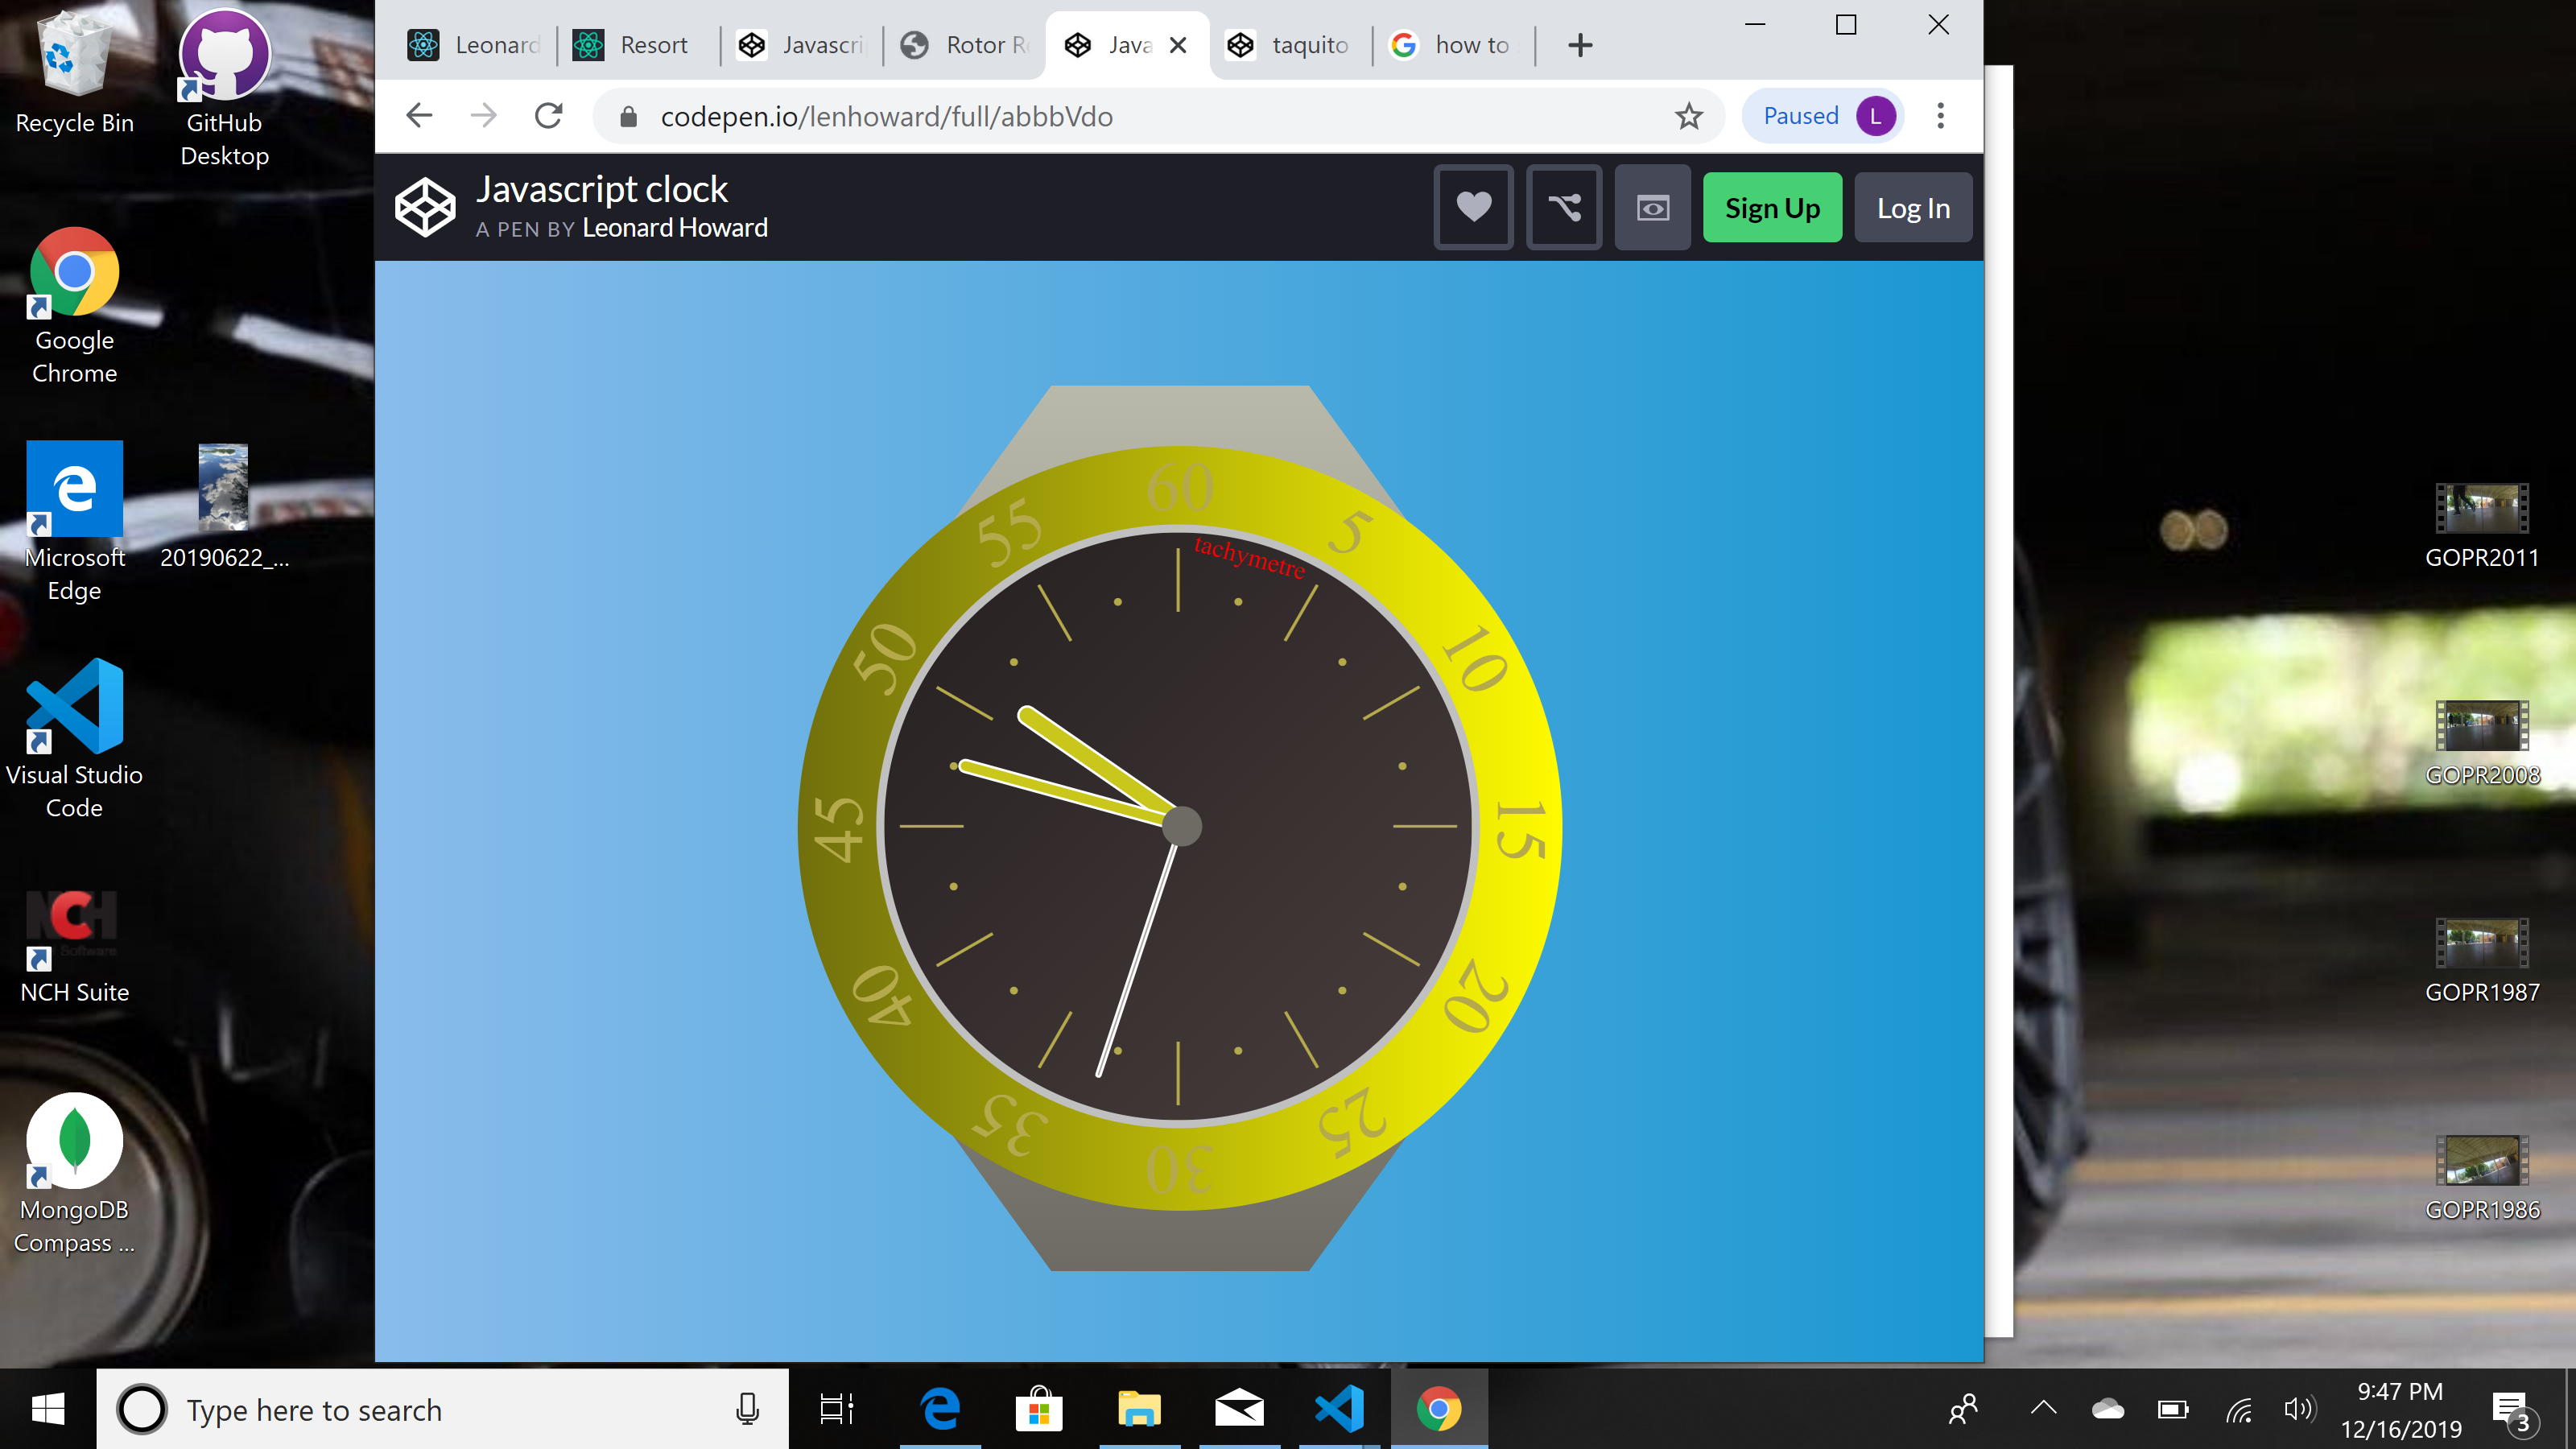 Recycle Bin
GitHub
Desktop
Google
Chrome
Microsoft
Edge
20190622_...
Visual Studio
Code
NCH
Software
NCH Suite
MongoDB
Compass ...
Leonard
Resort
Javascri
Rotor Re
Java
taquito
how to
codepen.io/lenhoward/full/abbbVdo
Paused
L
Javascript clock
A PEN BY Leonard Howard
Sign Up
Log In
60
5
10
15
20
25
30
35
40
45
50
55
tachymetre
GOPR2011
GOPR2008
GOPR1987
GOPR1986
Type here to search
9:47 PM
12/16/2019
3